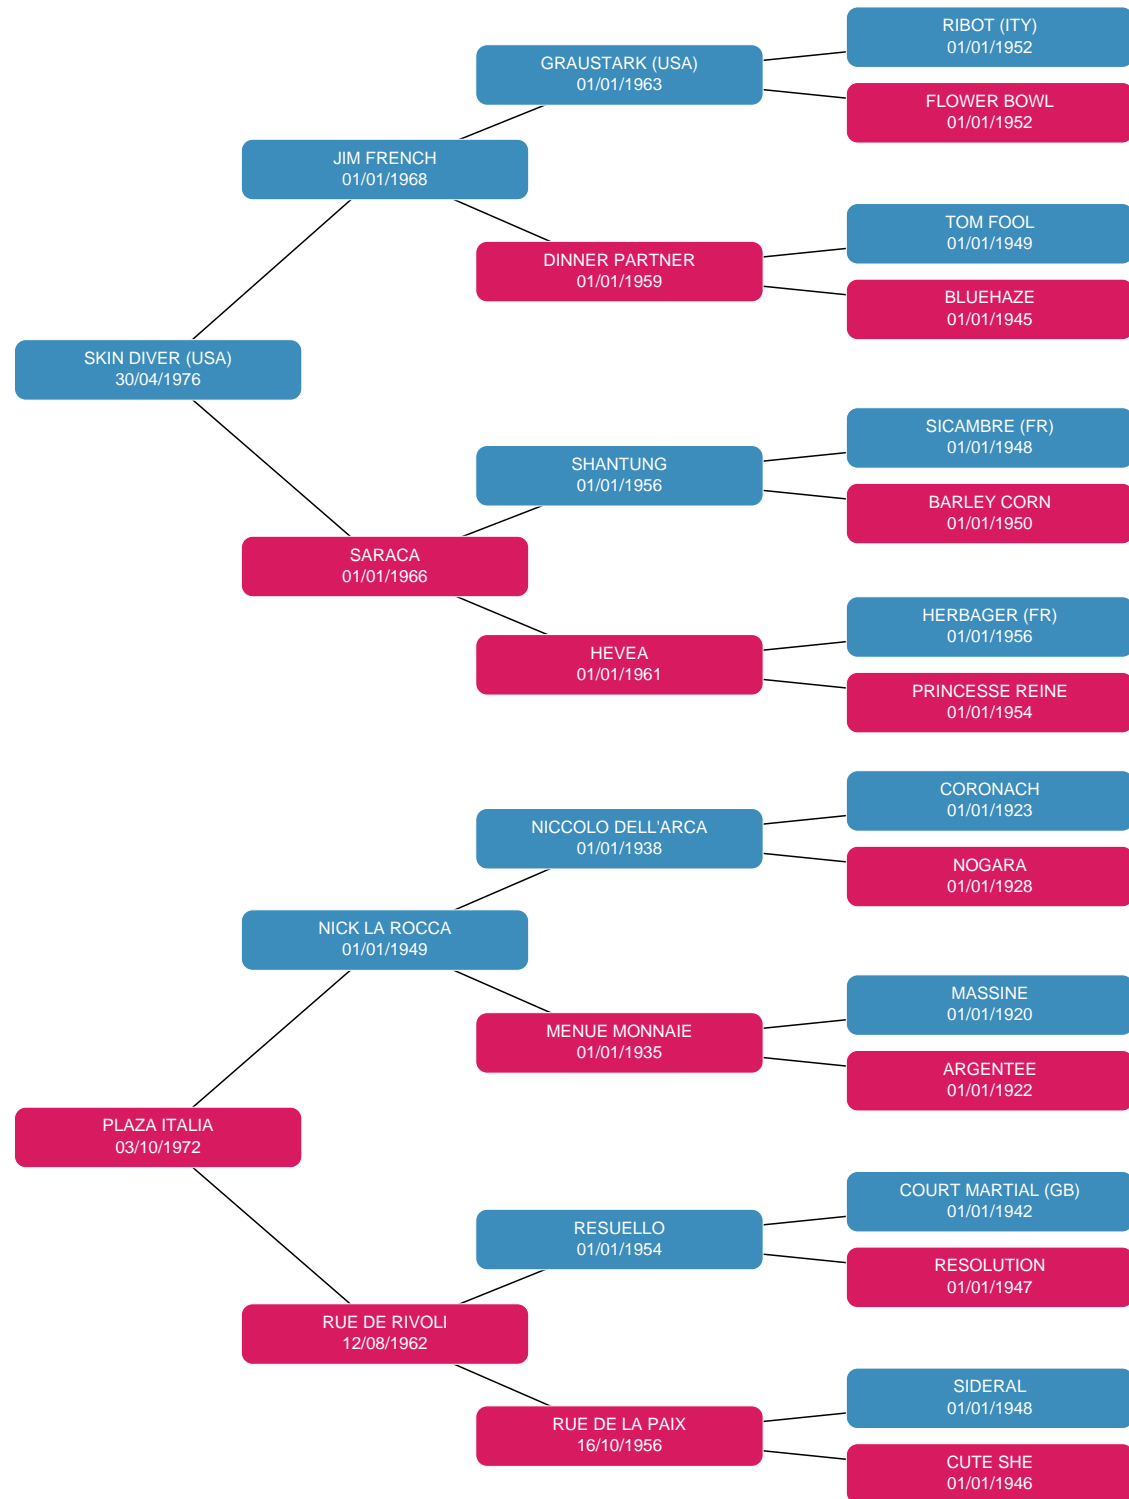 RIBOT (ITY)
01/01/1952
GRAUSTARK (USA)
01/01/1963
FLOWER BOWL
01/01/1952
JIM FRENCH
01/01/1968
TOM FOOL
01/01/1949
DINNER PARTNER
01/01/1959
BLUEHAZE
01/01/1945
SKIN DIVER (USA)
30/04/1976
SICAMBRE (FR)
01/01/1948
SHANTUNG
01/01/1956
BARLEY CORN
01/01/1950
SARACA
01/01/1966
HERBAGER (FR)
01/01/1956
HEVEA
01/01/1961
PRINCESSE REINE
01/01/1954
CORONACH
01/01/1923
NICCOLO DELL'ARCA
01/01/1938
NOGARA
01/01/1928
NICK LA ROCCA
01/01/1949
MASSINE
01/01/1920
MENUE MONNAIE
01/01/1935
ARGENTEE
01/01/1922
PLAZA ITALIA
03/10/1972
COURT MARTIAL (GB)
01/01/1942
RESUELLO
01/01/1954
RESOLUTION
01/01/1947
RUE DE RIVOLI
12/08/1962
SIDERAL
01/01/1948
RUE DE LA PAIX
16/10/1956
CUTE SHE
01/01/1946